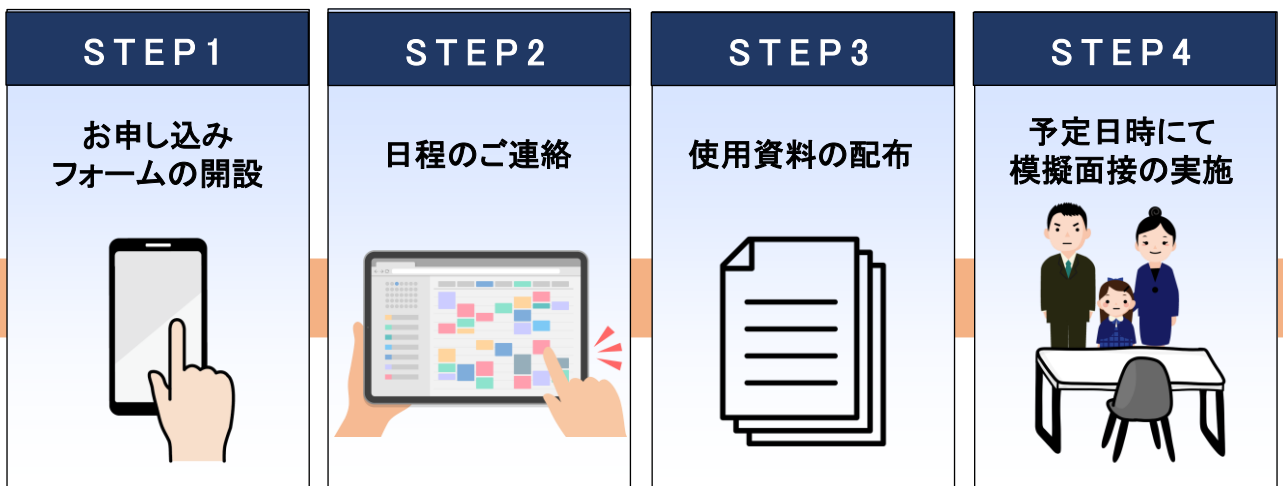 STEP1
お申し込み
フォームの開設
STEP2
日程のご連絡
STEP3
使用資料の配布
STEP4
予定日時にて
模擬面接の実施